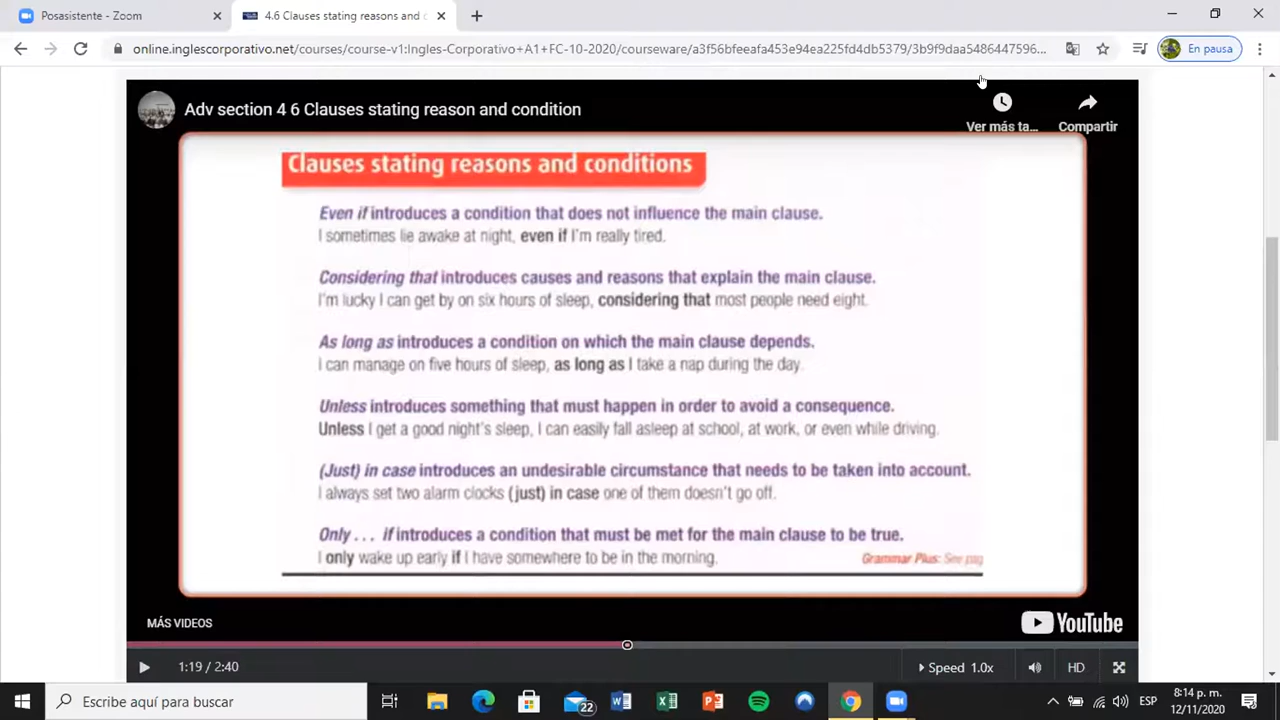 Posasistente - Zoom
4.6 Clauses stating reasons and c
online.inglescorporativo.net/courses/course-v1:Ingles-Corporativo+A1+FC-10-2020/courseware/a3f56bfeeafa453e94ea225fd4db5379/3b9f9daa5486447596...
En pausa
Adv section 4 6 Clauses stating reason and condition
Ver más ta...
Compartir
Clauses stating reasons and conditions
Even if introduces a condition that does not influence the main clause.
I sometimes lie awake at night, even if I'm really tired.
Considering that introduces causes and reasons that explain the main clause.
I'm lucky I can get by on six hours of sleep, considering that most people need eight.
As long as introduces a condition on which the main clause depends.
I can manage on five hours of sleep, as long as I take a nap during the day.
Unless introduces something that must happen in order to avoid a consequence.
Unless I get a good night's sleep, I can easily fall asleep at school, at work, or even while driving.
(Just) in case introduces an undesirable circumstance that needs to be taken into account.
I always set two alarm clocks (just) in case one of them doesn't go off.
Only . . . if introduces a condition that must be met for the main clause to be true.
I only wake up early if I have somewhere to be in the morning.
Grammar Plus: See pag
MÁS VIDEOS
YouTube
1:19 / 2:40
Speed 1.0x
HD
Escribe aquí para buscar
22
ESP
8:14 p. m.
12/11/2020